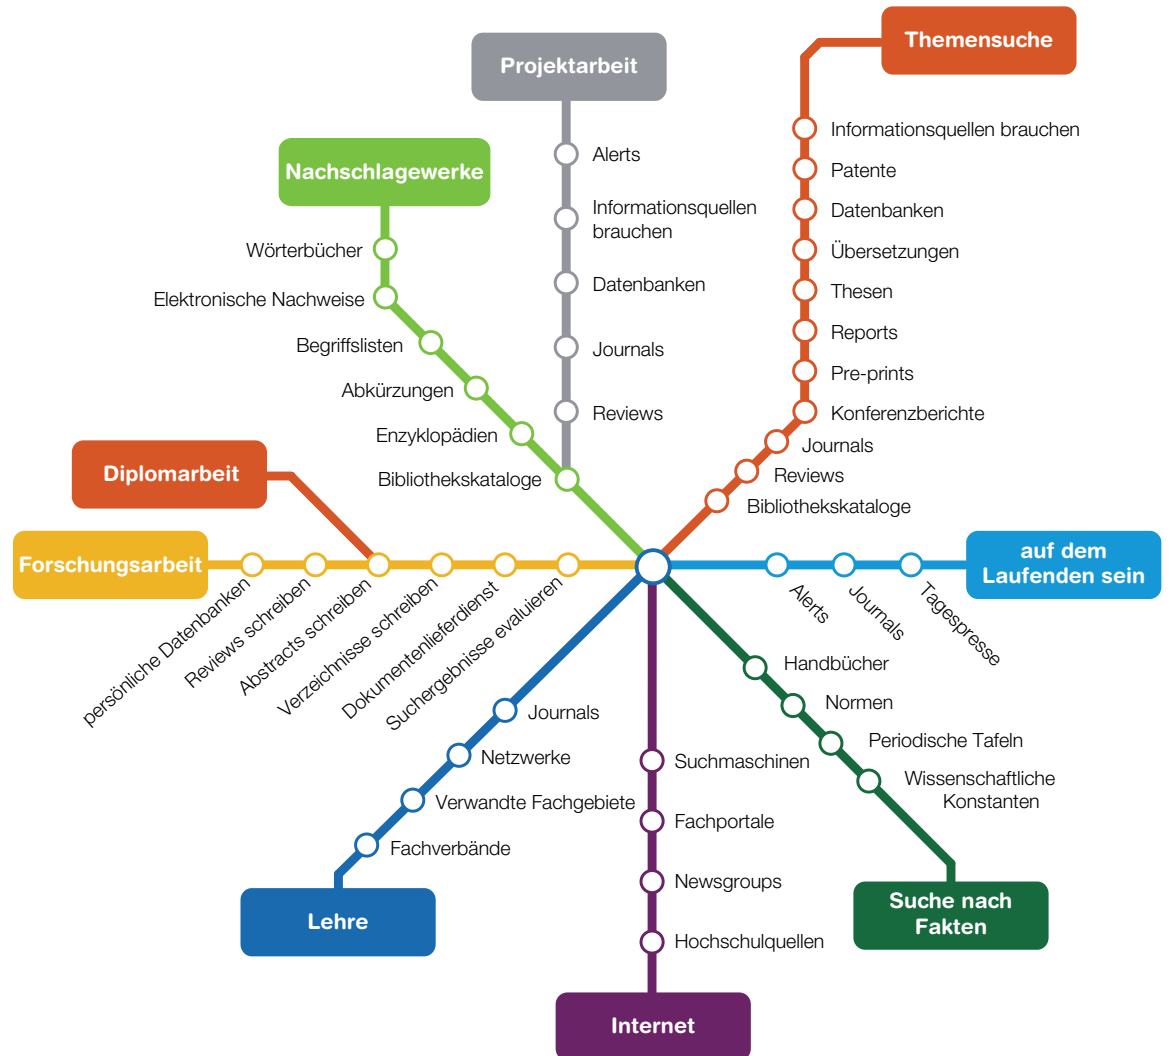 Themensuche
Informationsquellen brauchen
Patente
Datenbanken
Übersetzungen
Thesen
Reports
Pre-prints
Konferenzberichte
Journals
Reviews
Bibliothekskataloge
Projektarbeit
Alerts
Informationsquellen
brauchen
Datenbanken
Journals
Reviews
Nachschlagewerke
Wörterbücher
Elektronische Nachweise
Begriffslisten
Abkürzungen
Enzyklopädien
Bibliothekskataloge
Diplomarbeit
Forschungsarbeit
persönliche Datenbanken
Reviews schreiben
Abstracts schreiben
Verzeichnisse schreiben
Dokumentenlieferdienst
Suchergebnisse evaluieren
auf dem
Laufenden sein
Alerts
Journals
Tagespresse
Handbücher
Normen
Periodische Tafeln
Wissenschaftliche
Konstanten
Suche nach
Fakten
Journals
Netzwerke
Verwandte Fachgebiete
Fachverbände
Lehre
Suchmaschinen
Fachportale
Newsgroups
Hochschulquellen
Internet